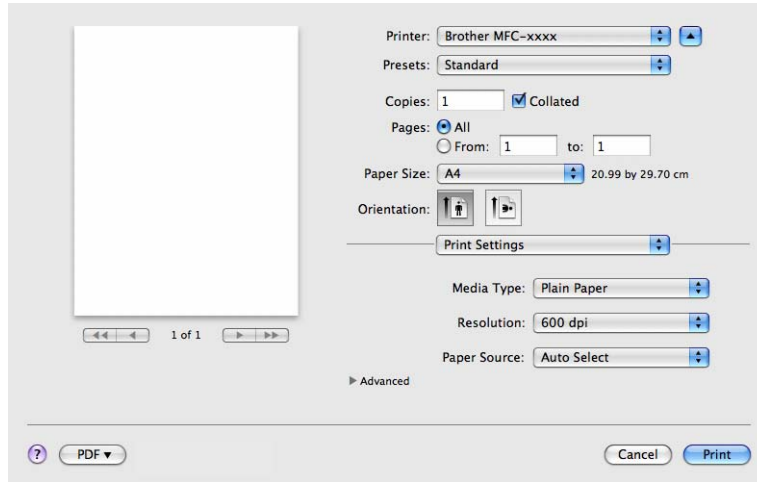 Printer: Brother MFC-xxxx
Presets: Standard
Copies: 1 Collated
Pages: All
From: 1 to: 1
Paper Size: A4 20.99 by 29.70 cm
Orientation:
Print Settings
Media Type: Plain Paper
Resolution: 600 dpi
Paper Source: Auto Select
Advanced
1 of 1
? PDF Cancel Print